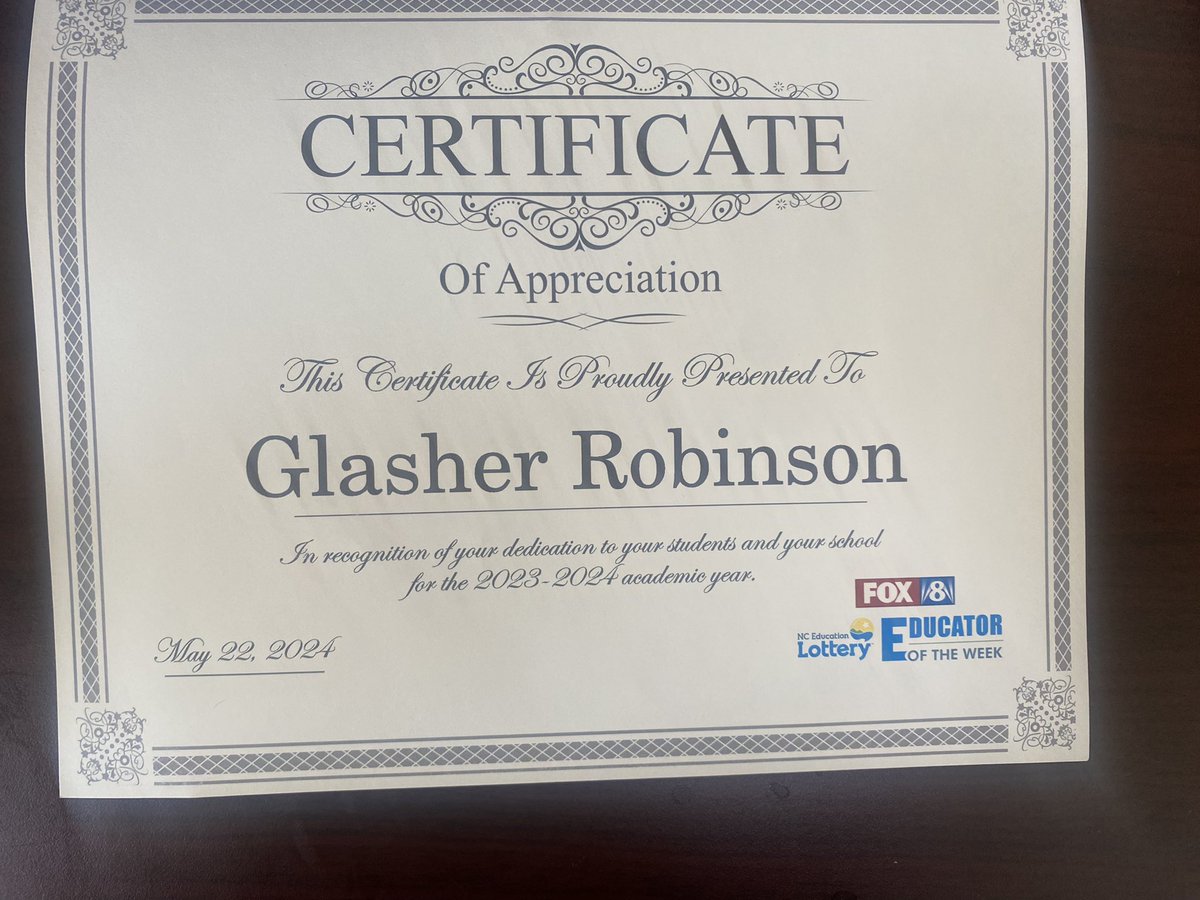 CERTIFICATE
Of Appreciation
This Certificate Is Proudly Presented To
Glasher Robinson
In recognition of your dedication to your students and your school
for the 2023-2024 academic year.
May 22, 2024
FOX 8
NC Education
Lottery
EDUCATOR
OF THE WEEK